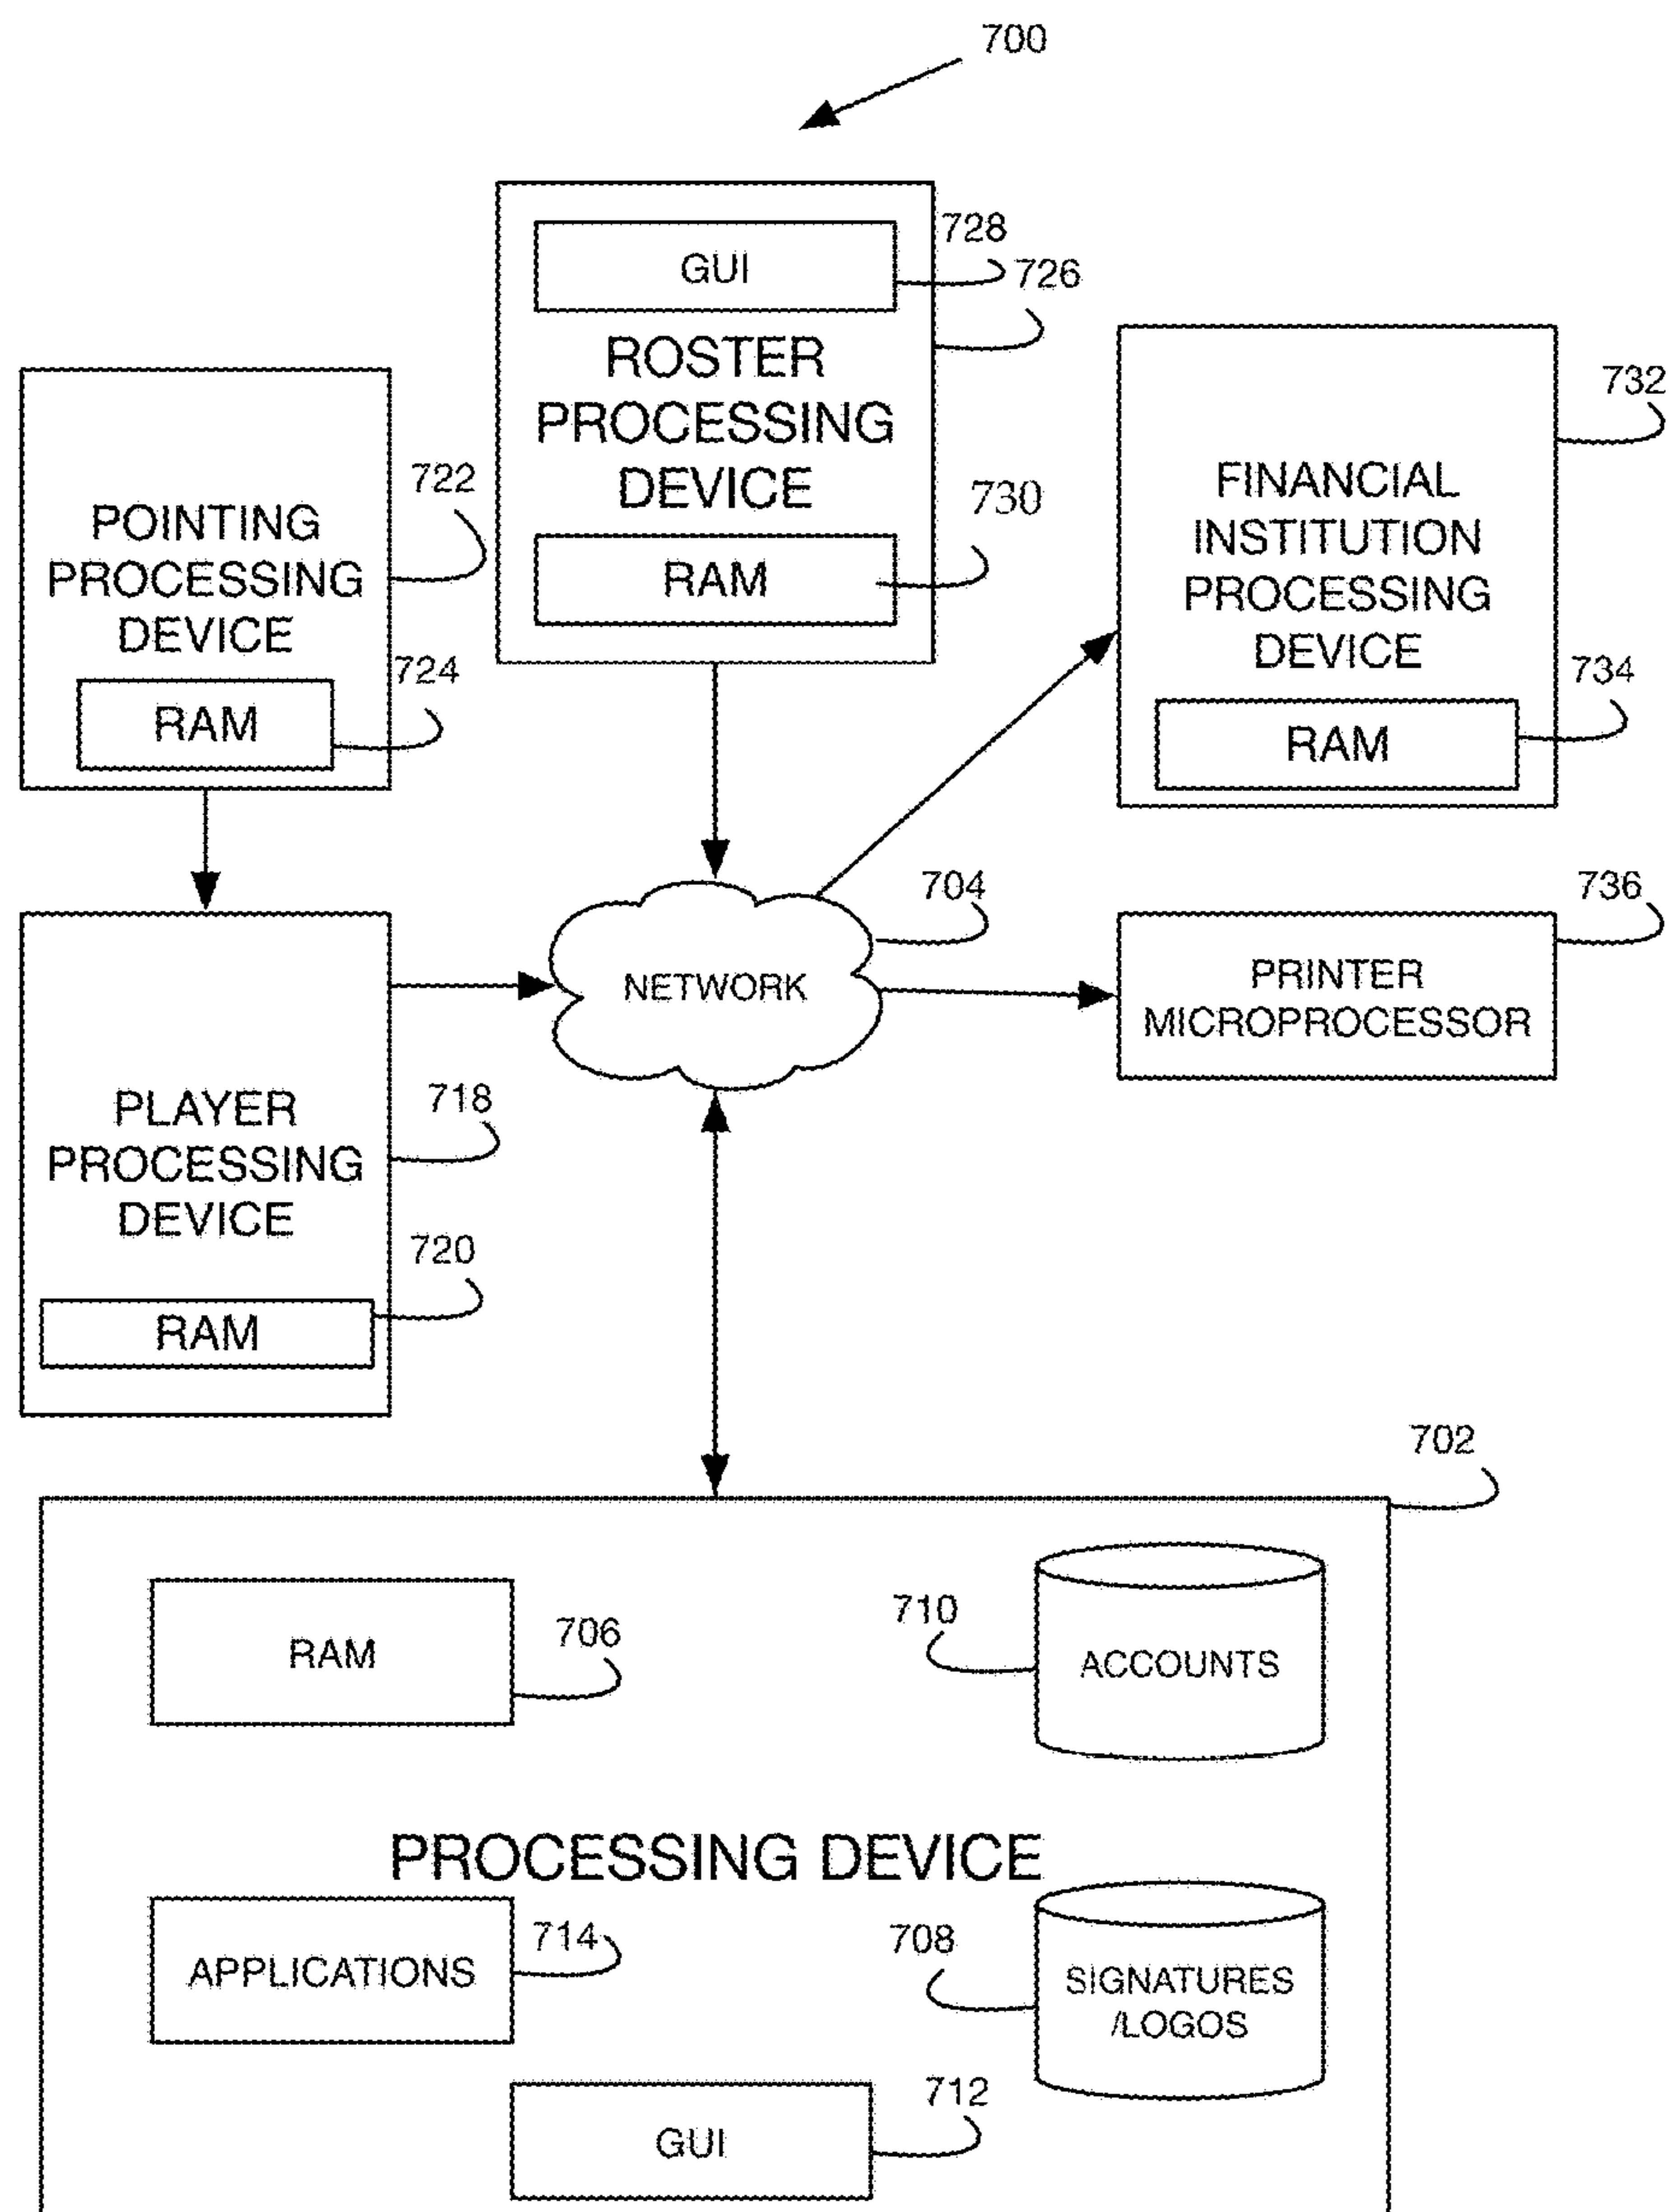 700
GUI
728
726
ROSTER
PROCESSING
DEVICE
730
RAM
POINTING
PROCESSING
DEVICE
722
724
RAM
732
FINANCIAL
INSTITUTION
PROCESSING
DEVICE
734
RAM
704
NETWORK
736
PRINTER
MICROPROCESSOR
PLAYER
PROCESSING
DEVICE
718
720
RAM
702
RAM
706
710
ACCOUNTS
PROCESSING DEVICE
APPLICATIONS
714
708
SIGNATURES
/LOGOS
712
GUI